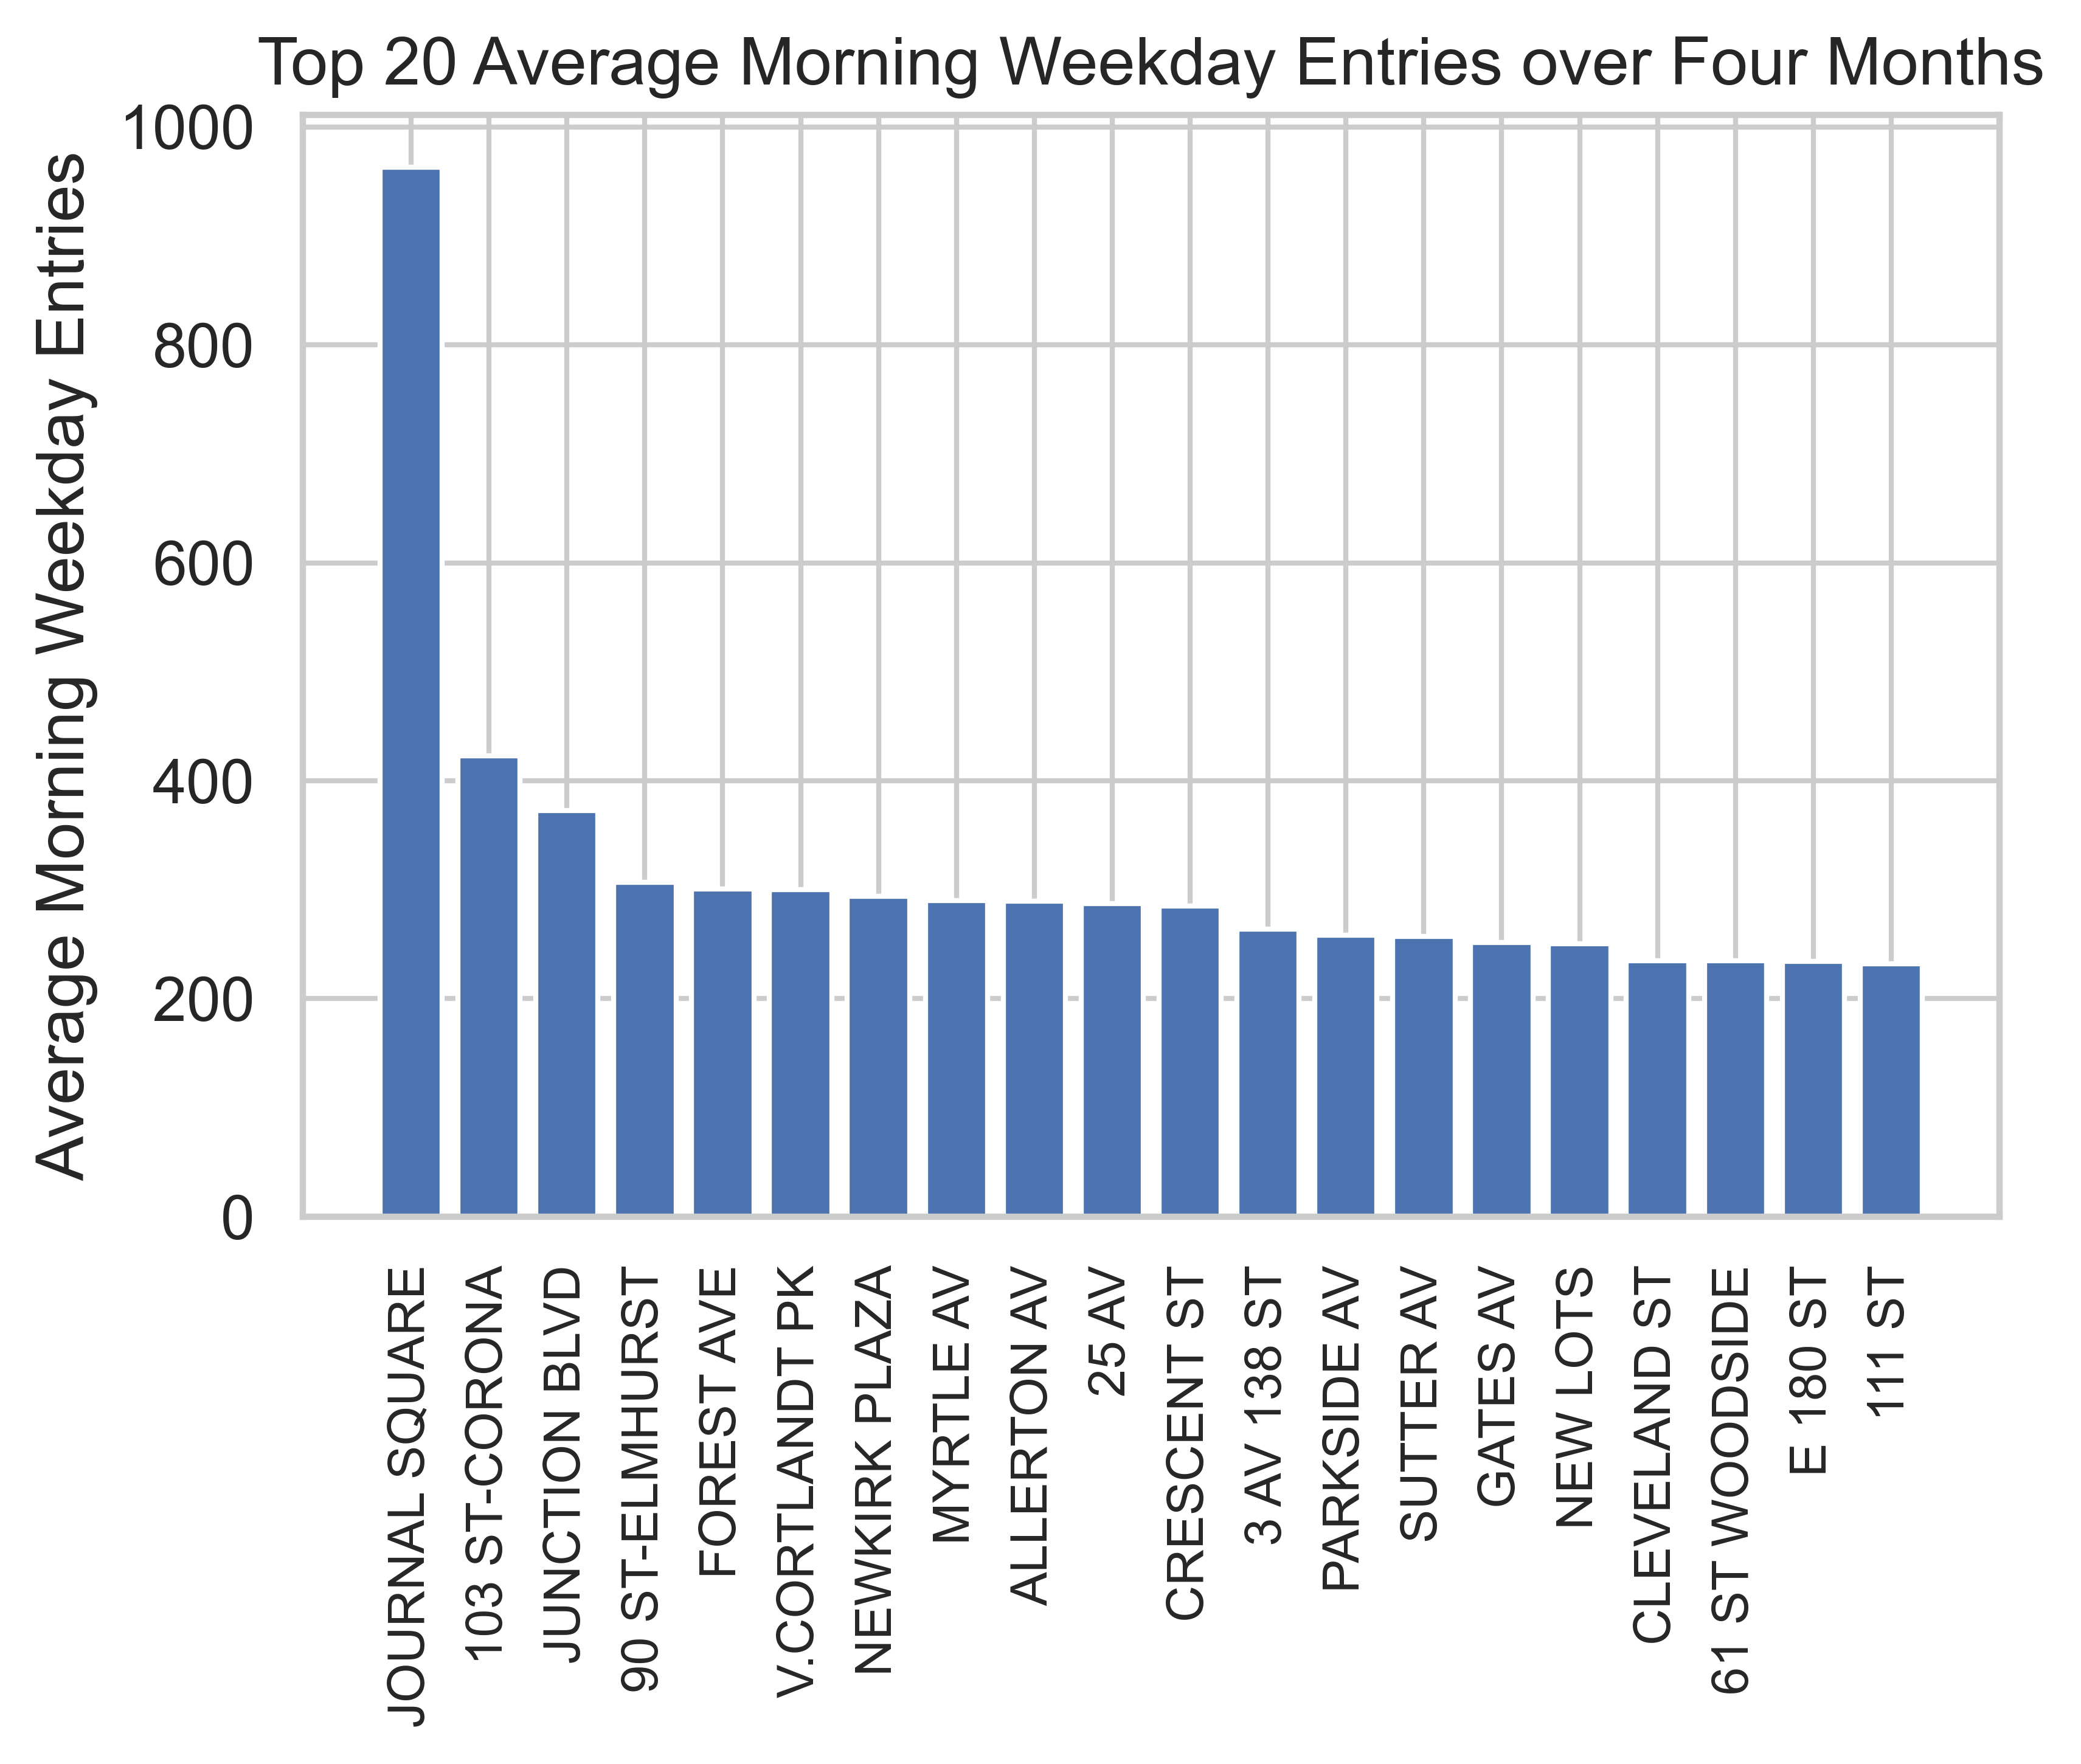 Top 20 Average Morning Weekday Entries over Four Months
Average Morning Weekday Entries
1000
800
600
400
200
0
JOURNAL SQUARE
103 ST-CORONA
JUNCTION BLVD
90 ST-ELMHURST
FOREST AVE
V.CORTLANDT PK
NEWKIRK PLAZA
MYRTLE AV
ALLERTON AV
25 AV
CRESCENT ST
3 AV 138 ST
PARKSIDE AV
SUTTER AV
GATES AV
NEW LOTS
CLEVELAND ST
61 ST WOODSIDE
E 180 ST
111 ST